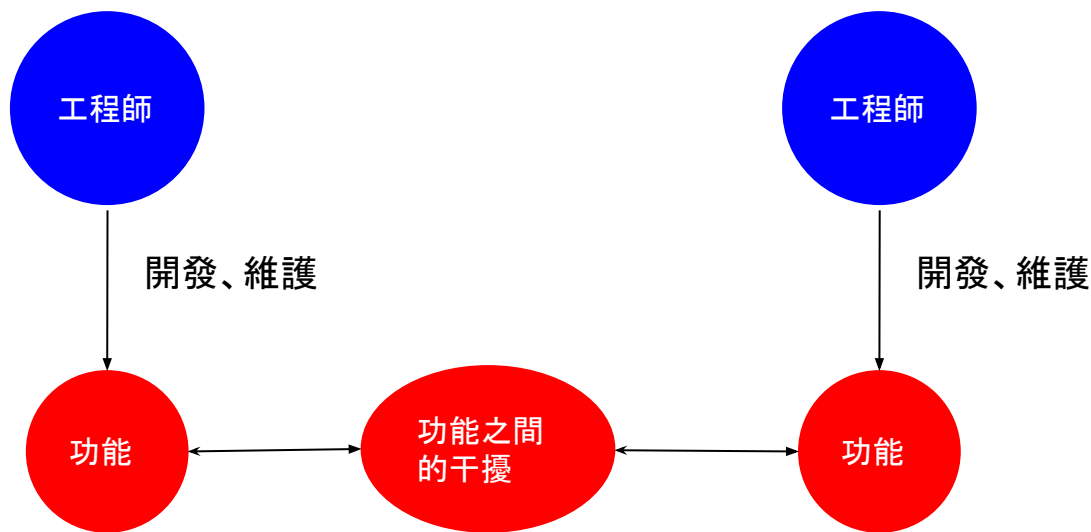 工程師
工程師
開發、維護
開發、維護
功能
功能之間
的干擾
功能